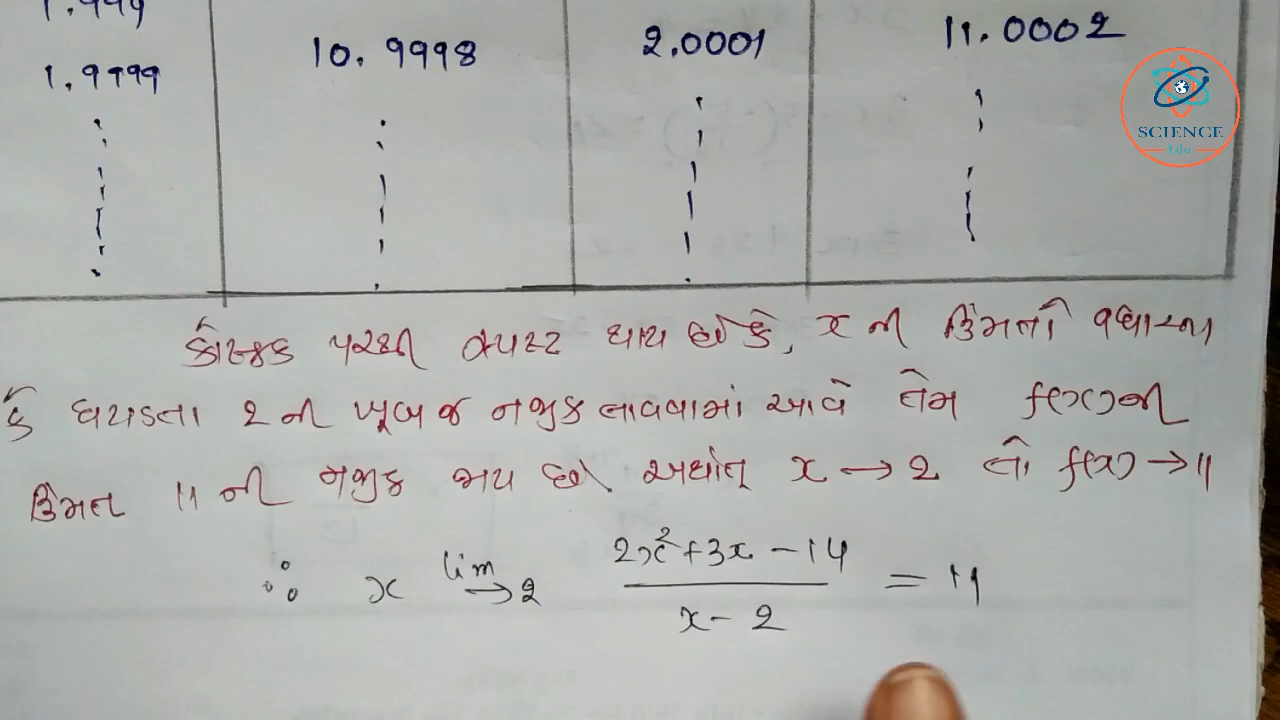 1.999
10.9998 2.0001 11.0002
1.9999
SCIENCE
Edu
કોષ્ટક પરથી સ્પષ્ટ થાય છે કે, x ની કિંમતો વધારતા
કે ઘટાડતા 2 ની ખૂબ જ નજીક લાવવામાં આવે તેમ f(x)ની
કિંમત 11 ની નજીક જાય છે. અર્થાત્ x → 2 તો f(x) → 11
∴ x lim → 2 2x²+3x-14 / x-2 = 11